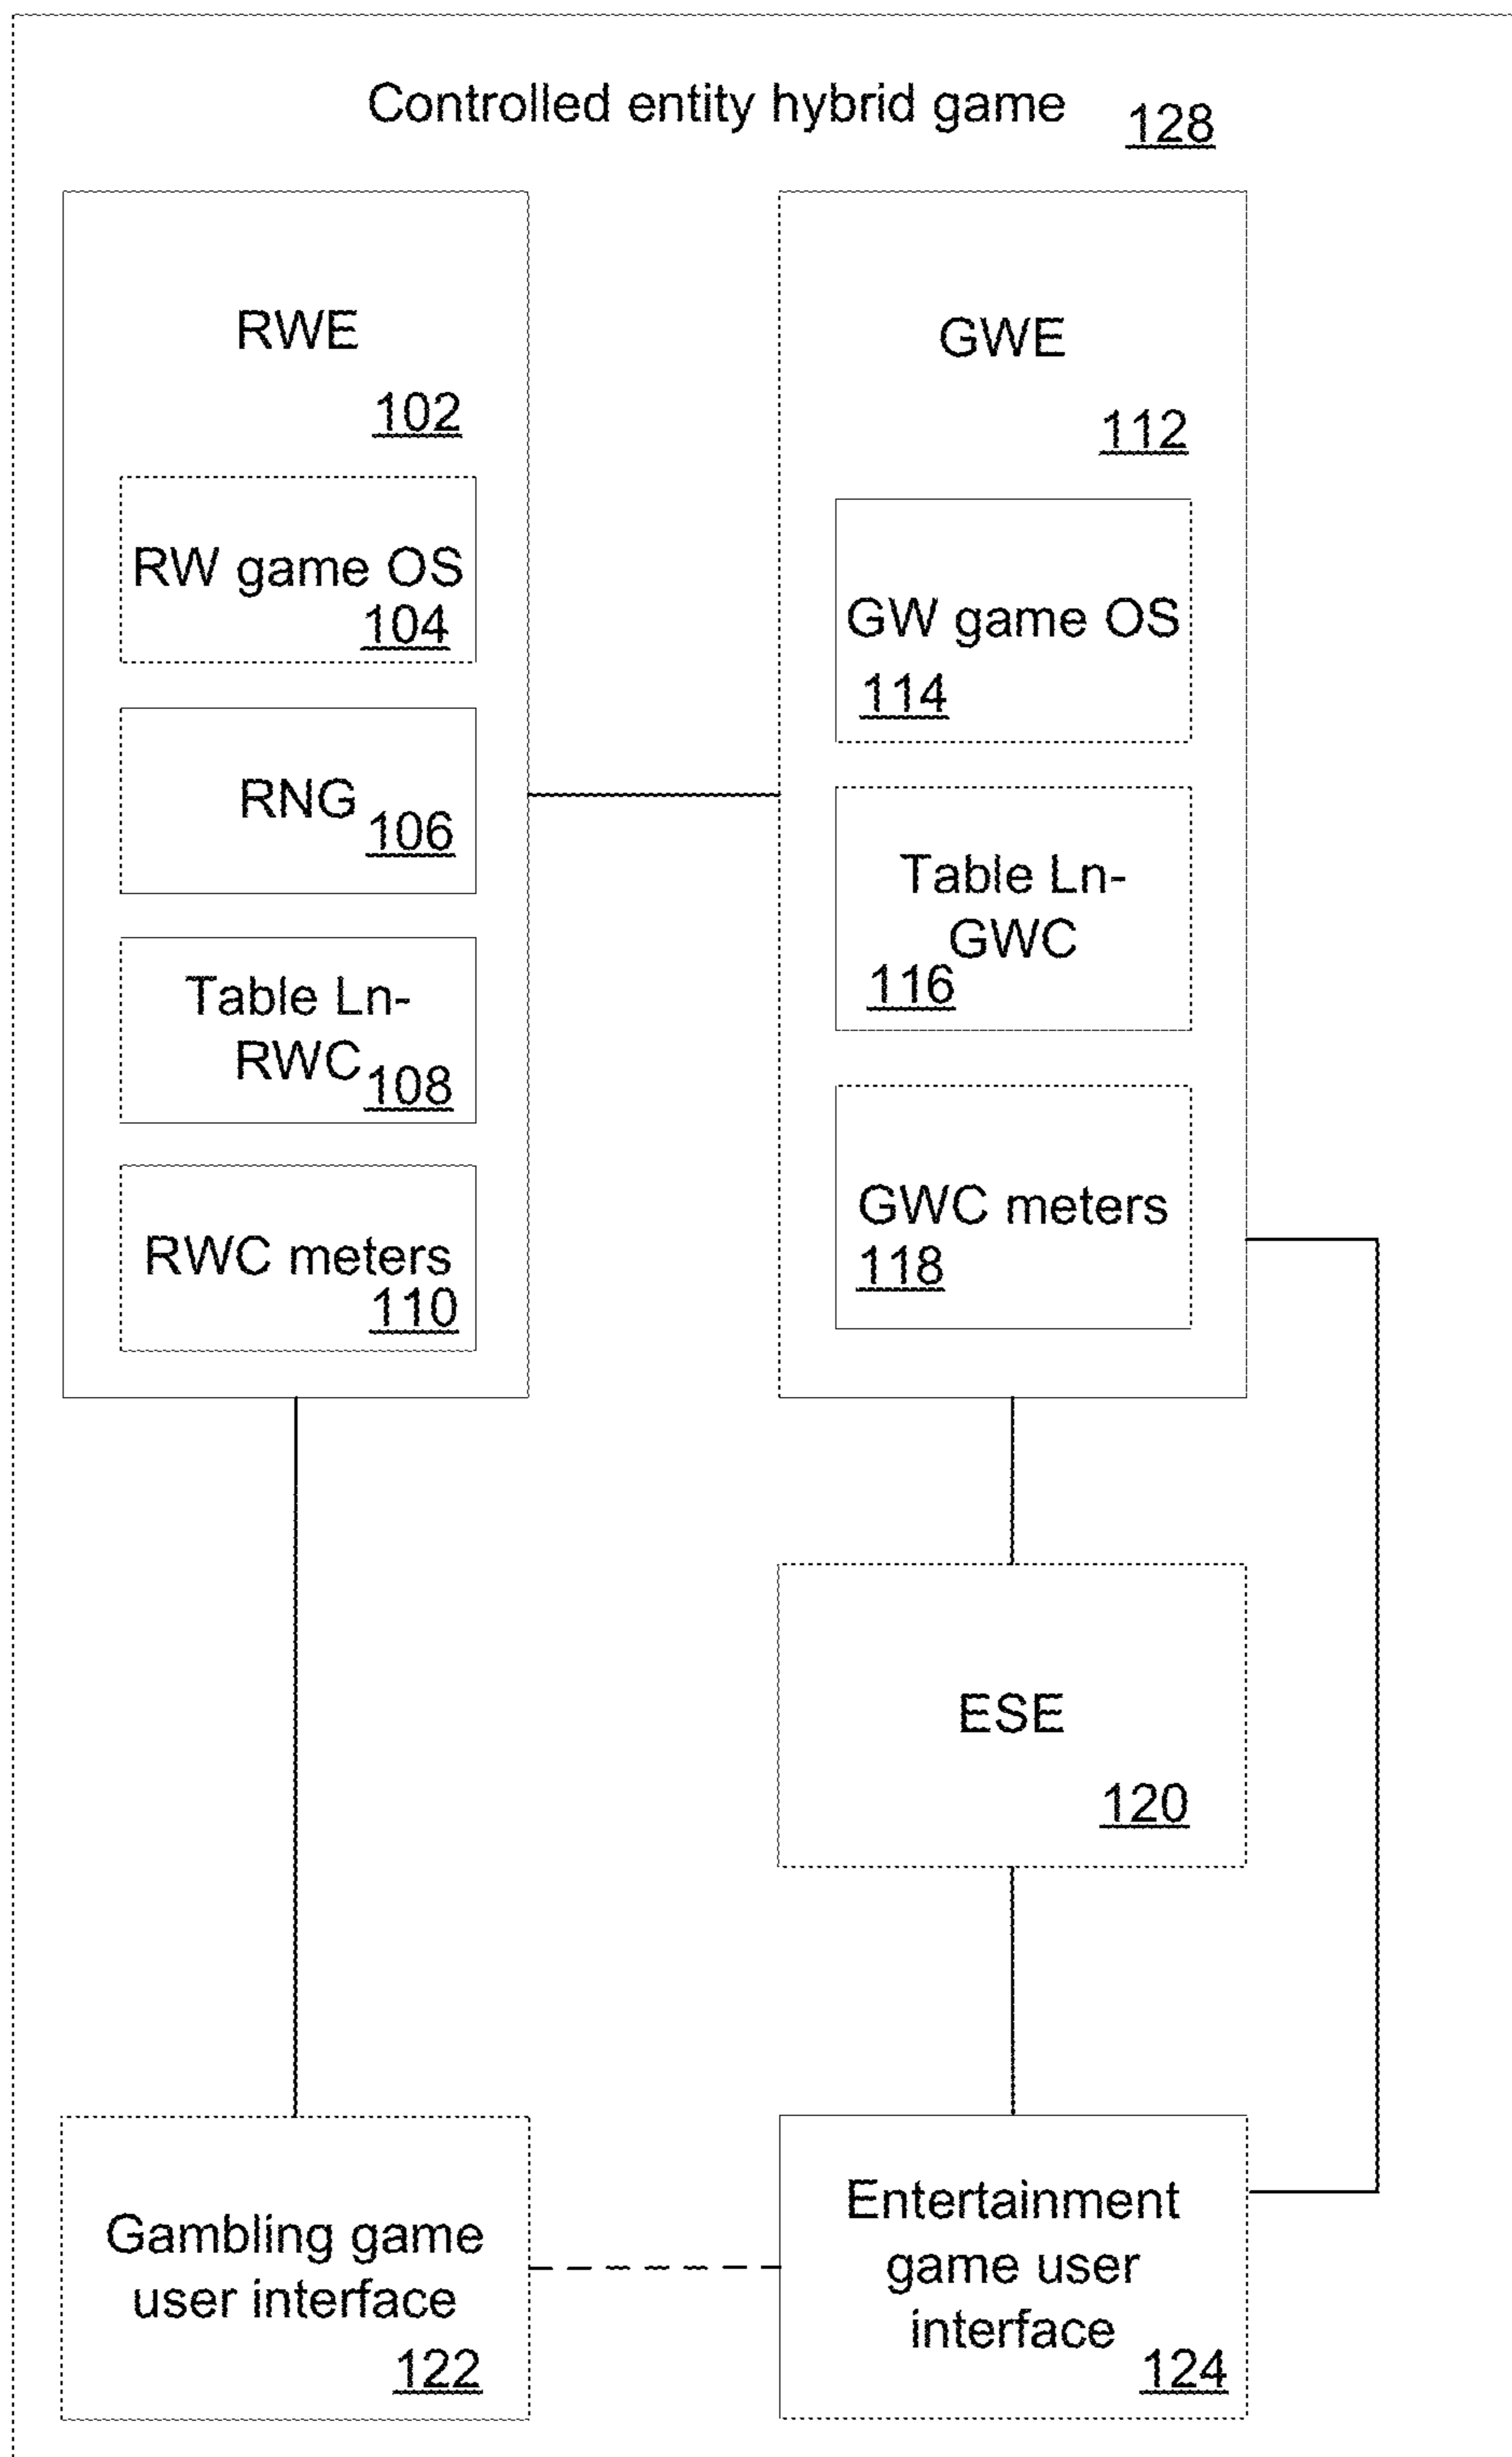 Controlled entity hybrid game
128
RWE
102
RW game OS
104
RNG
106
Table Ln-
RWC
108
RWC meters
110
GWE
112
GW game OS
114
Table Ln-
GWC
116
GWC meters
118
ESE
120
Gambling game
user interface
122
Entertainment
game user
interface
124